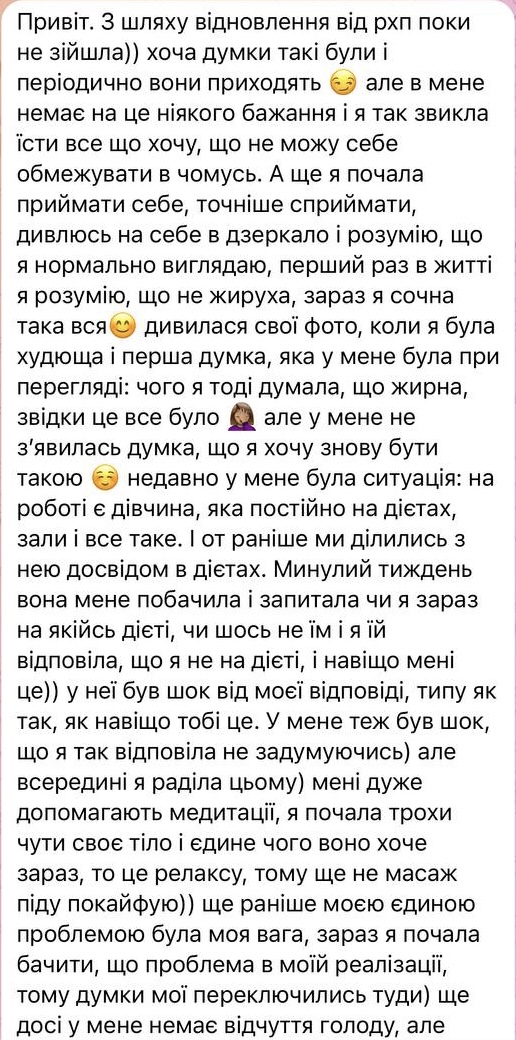 Привіт. З шляху відновлення від рхп поки
не зійшла)) хоча думки такі були і
періодично вони приходять 😏 але в мене
немає на це ніякого бажання і я так звикла
їсти все що хочу, що не можу себе
обмежувати в чомусь. А ще я почала
приймати себе, точніше сприймати,
дивлюсь на себе в дзеркало і розумію, що
я нормально виглядаю, перший раз в житті
я розумію, що не жируха, зараз я сочна
така вся😊 дивилася свої фото, коли я була
худюща і перша думка, яка у мене була при
перегляді: чого я тоді думала, що жирна,
звідки це все було 🤦🏾‍♀️ але у мене не
з’явилась думка, що я хочу знову бути
такою ☺️ недавно у мене була ситуація: на
роботі є дівчина, яка постійно на дієтах,
зали і все таке. І от раніше ми ділились з
нею досвідом в дієтах. Минулий тиждень
вона мене побачила і запитала чи я зараз
на якійсь дієті, чи шось не їм і я їй
відповіла, що я не на дієті, і навіщо мені
це)) у неї був шок від моєї відповіді, типу як
так, як навіщо тобі це. У мене теж був шок,
що я так відповіла не задумуючись) але
всередині я раділа цьому) мені дуже
допомагають медитації, я почала трохи
чути своє тіло і єдине чого воно хоче
зараз, то це релаксу, тому ще не масаж
піду покайфую)) ще раніше моєю єдиною
проблемою була моя вага, зараз я почала
бачити, що проблема в моїй реалізації,
тому думки мої переключились туди) ще
досі у мене немає відчуття голоду, але